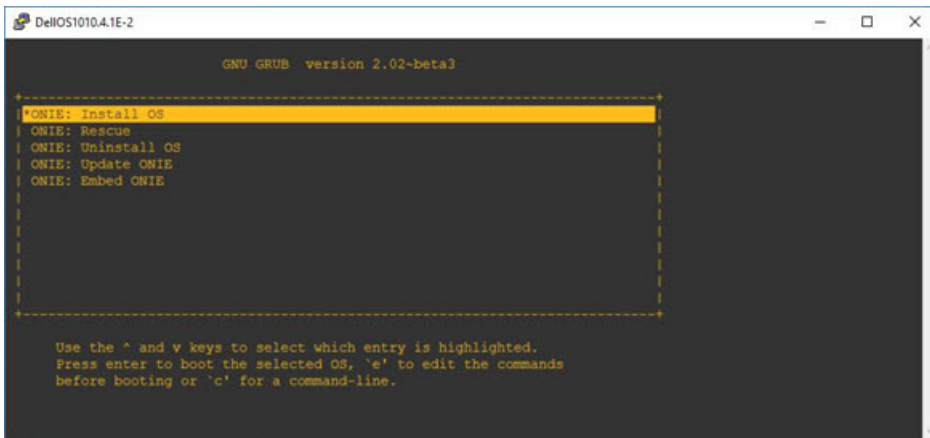 DellOS1010.4.1E-2
GNU GRUB version 2.02~beta3
*ONIE: Install OS
ONIE: Rescue
ONIE: Uninstall OS
ONIE: Update ONIE
ONIE: Embed ONIE
Use the ^ and v keys to select which entry is highlighted.
Press enter to boot the selected OS, `e' to edit the commands
before booting or `c' for a command-line.